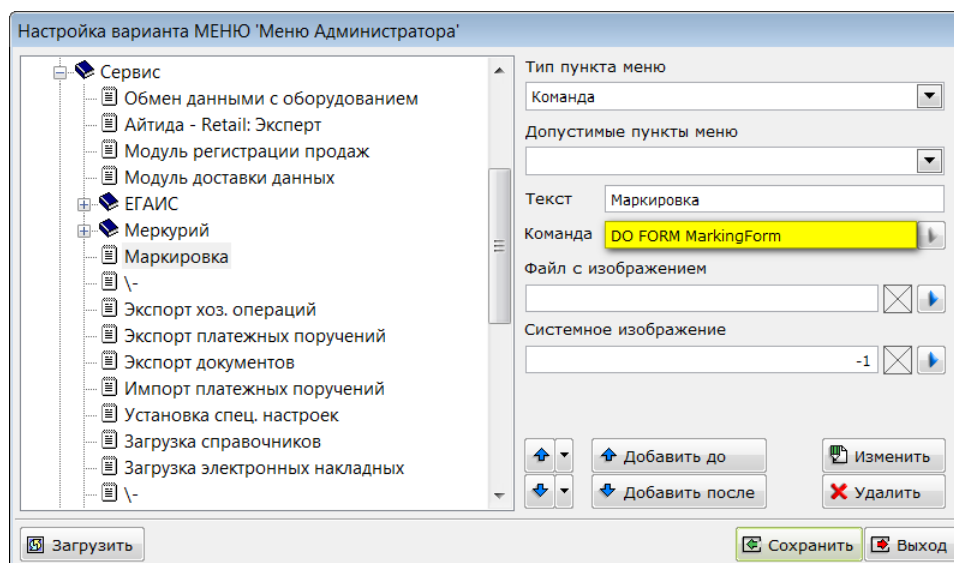 Настройка варианта МЕНЮ 'Меню Администратора'
Сервис
Обмен данными с оборудованием
Айтида - Retail: Эксперт
Модуль регистрации продаж
Модуль доставки данных
ЕГАИС
Меркурий
Маркировка
\-
Экспорт хоз. операций
Экспорт платежных поручений
Экспорт документов
Импорт платежных поручений
Установка спец. настроек
Загрузка справочников
Загрузка электронных накладных
\-
Тип пункта меню
Команда
Допустимые пункты меню
Текст Маркировка
Команда DO FORM MarkingForm
Файл с изображением
Системное изображение
-1
Добавить до Изменить
Добавить после Удалить
Загрузить Сохранить Выход